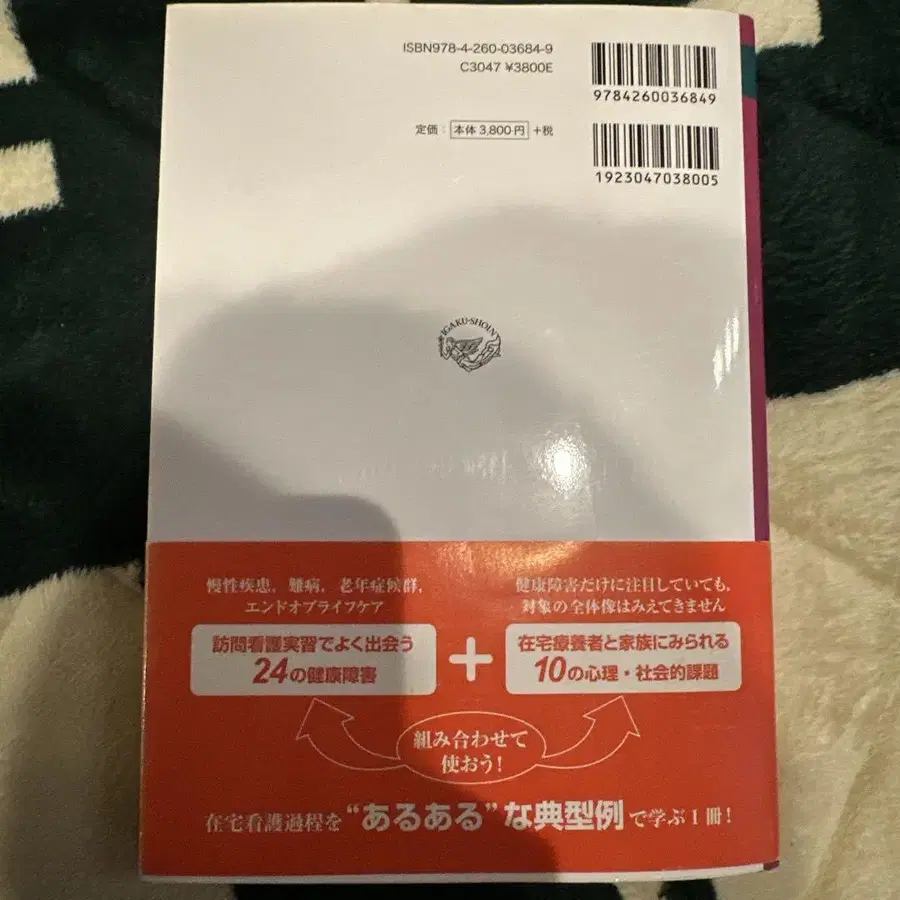 ISBN978-4-260-03684-9
C3047 ¥3800E
9784260036849
定価：本体 3,800 円 +税
1923047038005
IGAKU-SHOIN
慢性疾患，難病，老年症候群，
エンドオブライフケア
訪問看護実習でよく出会う
24の健康障害
+
健康障害だけに注目していても，
対象の全体像はみえてきません
在宅療養者と家族にみられる
10の心理・社会的課題
組み合わせて
使おう！
在宅看護過程を“あるある”な典型例で学ぶ1冊！